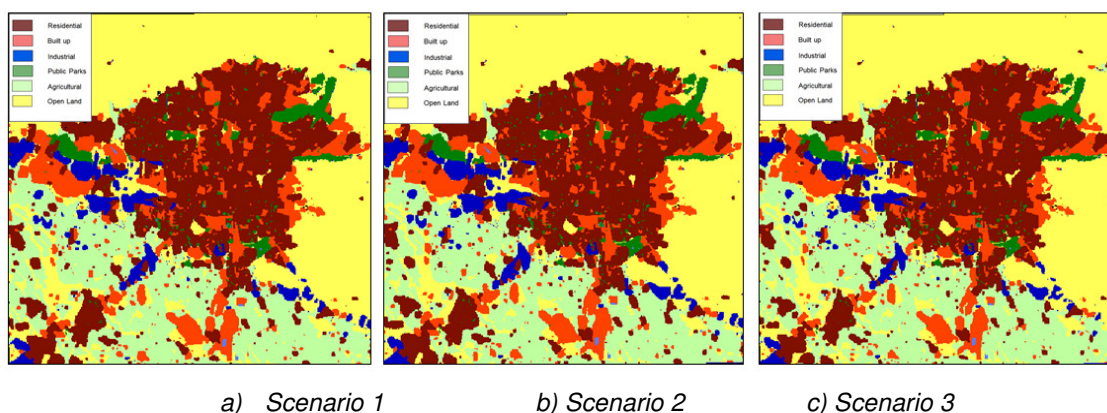 Residential
Built up
Industrial
Public Parks
Agricultural
Open Land
Residential
Built up
Industrial
Public Parks
Agricultural
Open Land
Residential
Built up
Industrial
Public Parks
Agricultural
Open Land
a) Scenario 1
b) Scenario 2
c) Scenario 3